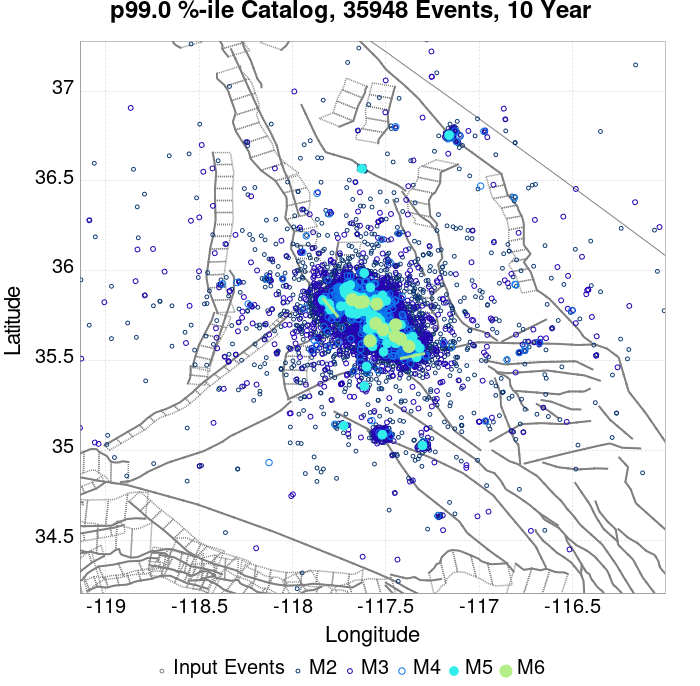 p99.0 %-ile Catalog, 35948 Events, 10 Year
37
36.5
36
35.5
35
34.5
Latitude
-119 -118.5 -118 -117.5 -117 -116.5
Longitude
Input Events M2 M3 M4 M5 M6